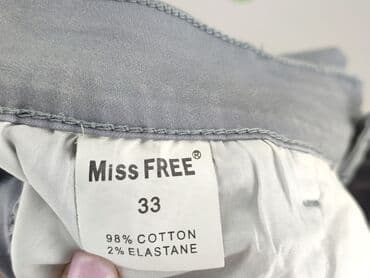 Miss FREE®
33
98% COTTON
2% ELASTANE